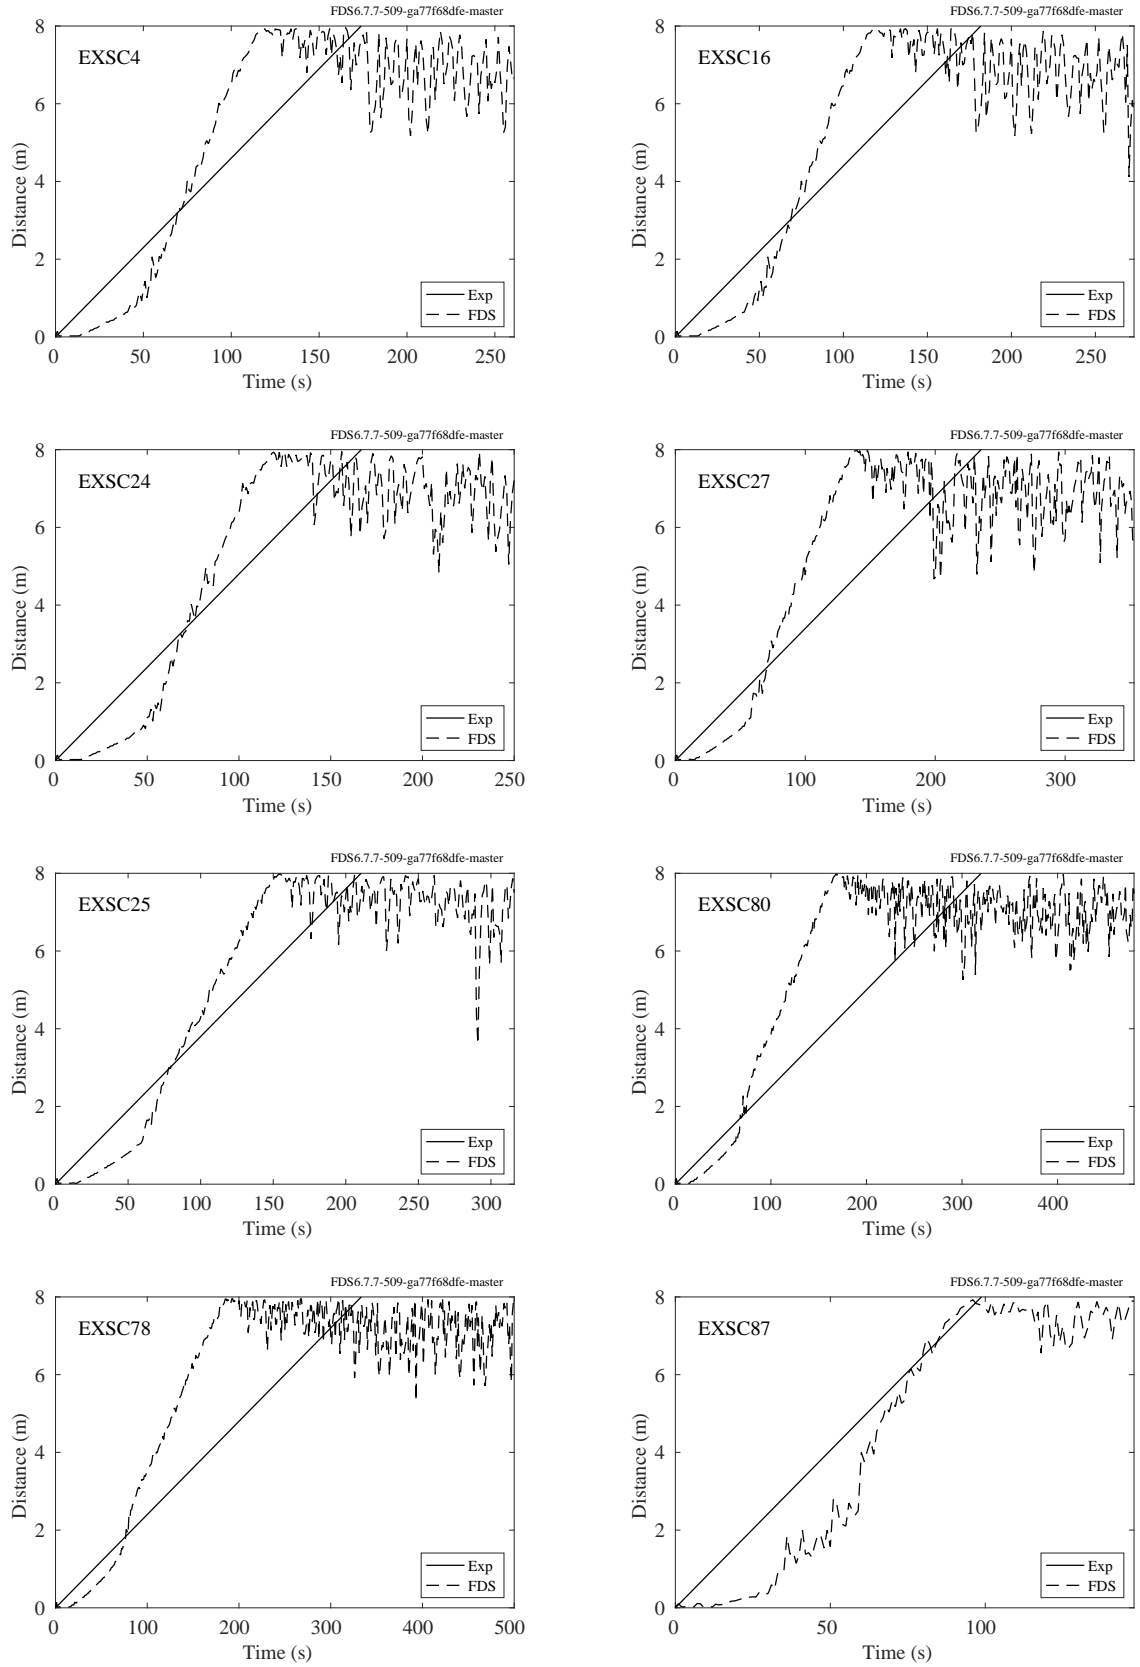 FDS6.7.7-509-ga77f68dfe-master
EXSC4
Distance (m)
8
6
4
2
0
0 50 100 150 200 250
Time (s)
Exp
FDS
FDS6.7.7-509-ga77f68dfe-master
EXSC16
Distance (m)
8
6
4
2
0
0 50 100 150 200 250
Time (s)
Exp
FDS
FDS6.7.7-509-ga77f68dfe-master
EXSC24
Distance (m)
8
6
4
2
0
0 50 100 150 200 250
Time (s)
Exp
FDS
FDS6.7.7-509-ga77f68dfe-master
EXSC27
Distance (m)
8
6
4
2
0
0 100 200 300
Time (s)
Exp
FDS
FDS6.7.7-509-ga77f68dfe-master
EXSC25
Distance (m)
8
6
4
2
0
0 50 100 150 200 250 300
Time (s)
Exp
FDS
FDS6.7.7-509-ga77f68dfe-master
EXSC80
Distance (m)
8
6
4
2
0
0 100 200 300 400
Time (s)
Exp
FDS
FDS6.7.7-509-ga77f68dfe-master
EXSC78
Distance (m)
8
6
4
2
0
0 100 200 300 400 500
Time (s)
Exp
FDS
FDS6.7.7-509-ga77f68dfe-master
EXSC87
Distance (m)
8
6
4
2
0
0 50 100
Time (s)
Exp
FDS